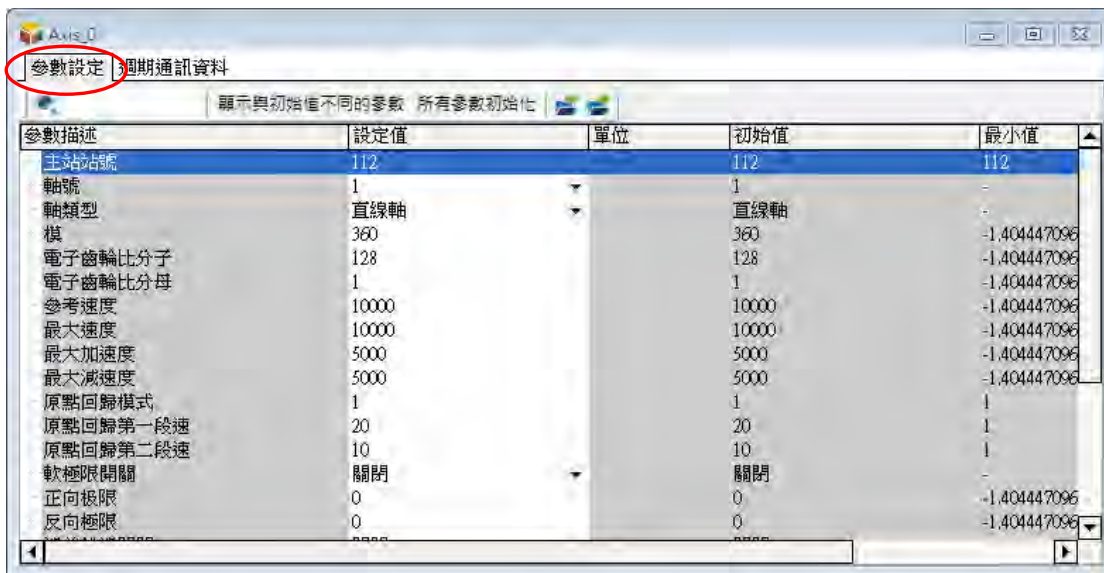 Axis_0
參數設定 週期通訊資料
顯示與初始值不同的參數 所有參數初始化
參數描述 設定值 單位 初始值 最小值
主站站號 112 112 112
軸號 1 1 -
軸類型 直線軸 直線軸 -
模 360 360 -1.404447096
電子齒輪比分子 128 128 -1.404447096
電子齒輪比分母 1 1 -1.404447096
參考速度 10000 10000 -1.404447096
最大速度 10000 10000 -1.404447096
最大加速度 5000 5000 -1.404447096
最大減速度 5000 5000 -1.404447096
原點回歸模式 1 1 1
原點回歸第一段速 20 20 1
原點回歸第二段速 10 10 1
軟極限開關 關閉 關閉 -
正向极限 0 0 -1.404447096
反向極限 0 0 -1.404447096